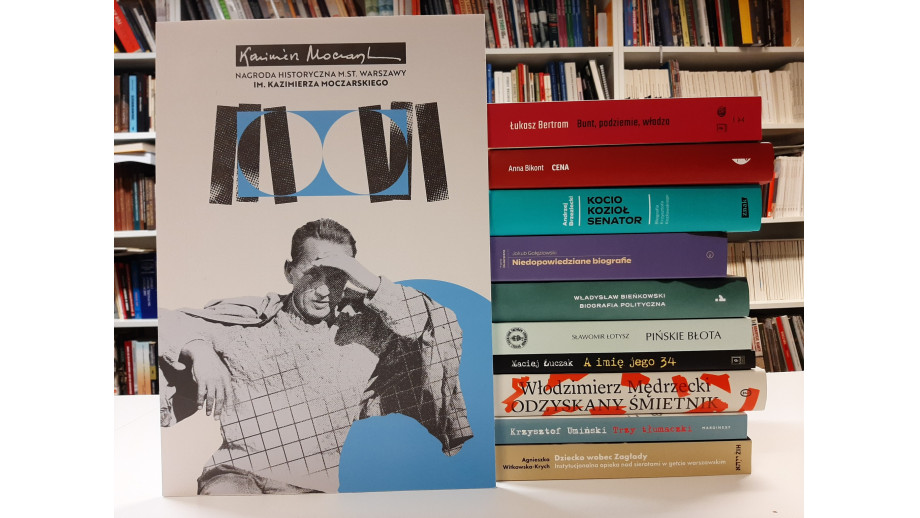 Kazimierz Moczarski
NAGRODA HISTORYCZNA M.ST. WARSZAWY
IM. KAZIMIERZA MOCZARSKIEGO
Łukasz Bertram Bunt, podziemie, władza
Anna Bikont CENA
Andrzej
Brzeziecki
KOCIO
KOZIOŁ
SENATOR
Niedopowiedziane biografie
WŁADYSŁAW BIEŃKOWSKI
BIOGRAFIA POLITYCZNA
SŁAWOMIR ŁOTYSZ PIŃSKIE BŁOTA
Maciej Łuczak A imię jego 34
Włodzimierz Mędrzecki
ODZYSKANY ŚMIETNIK
Krzysztof Umiński Trzy tłumaczki MARGINESY
Agnieszka
Witkowska-Krych
Dziecko wobec Zagłady
Instytucjonalna opieka nad sierotami w getcie warszawskim